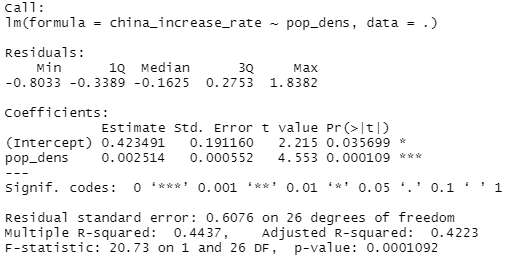 Call:
lm(formula = china_increase_rate ~ pop_dens, data = .)
Residuals:
Min 1Q Median 3Q Max
-0.8033 -0.3389 -0.1625 0.2753 1.8382
Coefficients:
Estimate Std. Error t value Pr(>|t|)
(Intercept) 0.423491 0.191160 2.215 0.035699 *
pop_dens 0.002514 0.000552 4.553 0.000109 ***
---
Signif. codes: 0 ‘***’ 0.001 ‘**’ 0.01 ‘*’ 0.05 ‘.’ 0.1 ‘ ’ 1
Residual standard error: 0.6076 on 26 degrees of freedom
Multiple R-squared: 0.4437, Adjusted R-squared: 0.4223
F-statistic: 20.73 on 1 and 26 DF, p-value: 0.0001092